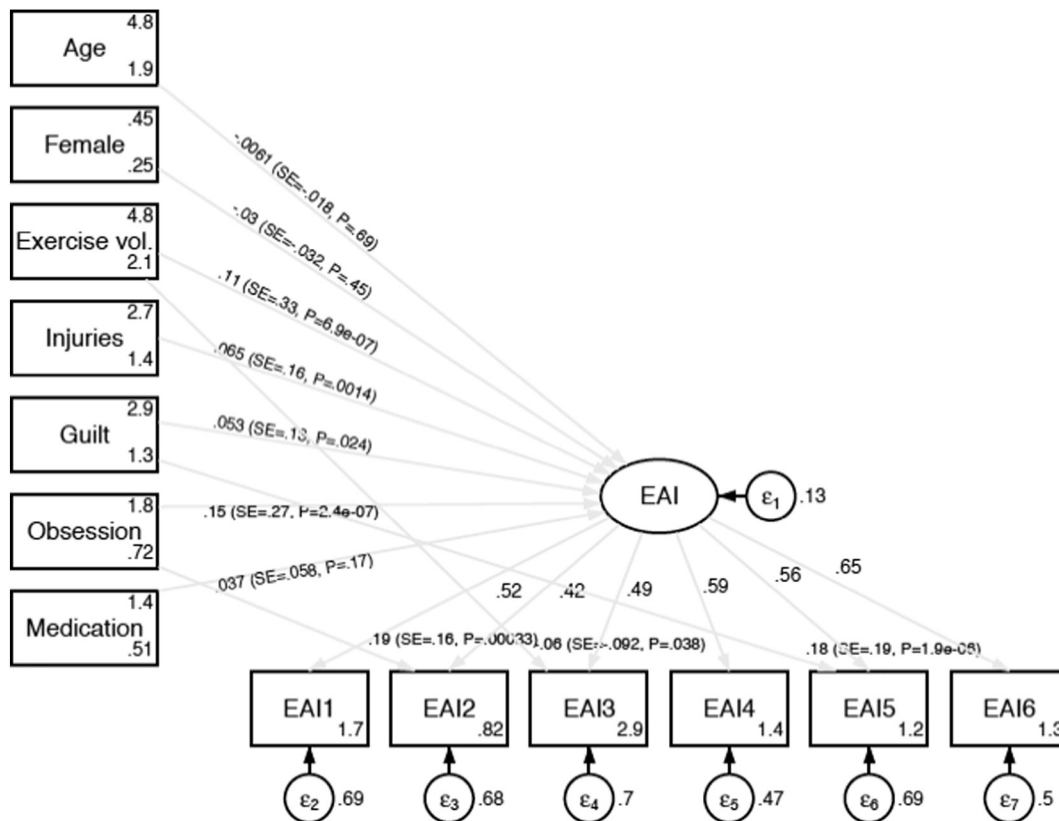 4.8
Age
1.9
.45
Female
.25
4.8
Exercise vol.
2.1
2.7
Injuries
1.4
2.9
Guilt
1.3
1.8
Obsession
.72
1.4
Medication
.51
-.0061 (SE=-.018, P=.69)
-.03 (SE=-.032, P=.45)
.11 (SE=.33, P=6.9e-07)
.065 (SE=.16, P=.0014)
.053 (SE=.13, P=.024)
.15 (SE=.27, P=2.4e-07)
.037 (SE=.058, P=.17)
EAI
ε1
.13
.52
.42
.49
.59
.56
.65
.19 (SE=.16, P=.00033)
-.06 (SE=-.092, P=.038)
.18 (SE=.19, P=1.9e-06)
EAI1
1.7
EAI2
.82
EAI3
2.9
EAI4
1.4
EAI5
1.2
EAI6
1.3
ε2 .69
ε3 .68
ε4 .7
ε5 .47
ε6 .69
ε7 .5